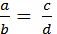 a/b = c/d